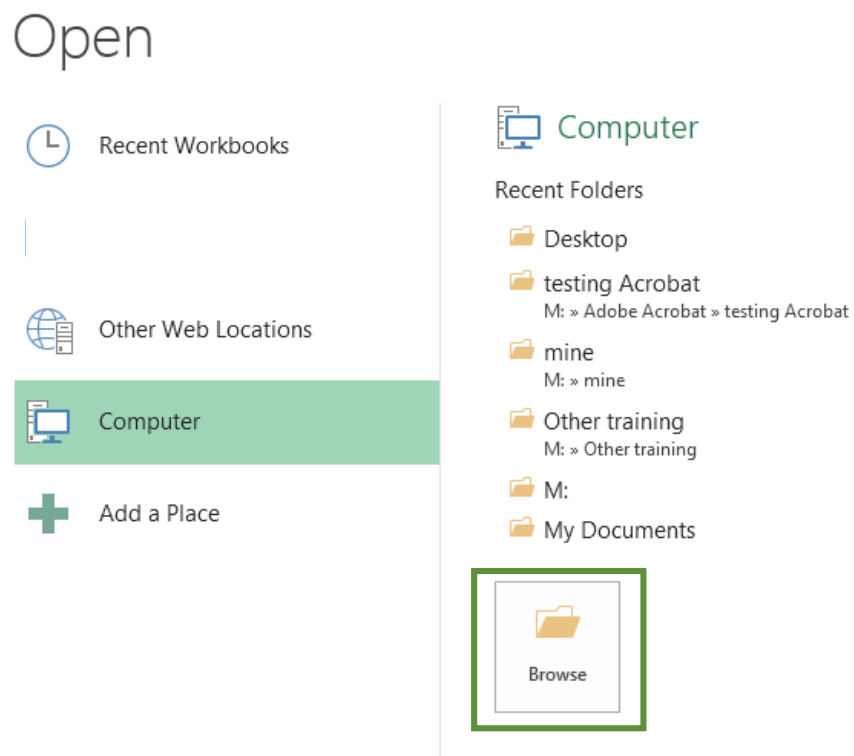 Open
Recent Workbooks
Other Web Locations
Computer
Add a Place
Computer
Recent Folders
Desktop
testing Acrobat
M: » Adobe Acrobat » testing Acrobat
mine
M: » mine
Other training
M: » Other training
M:
My Documents
Browse